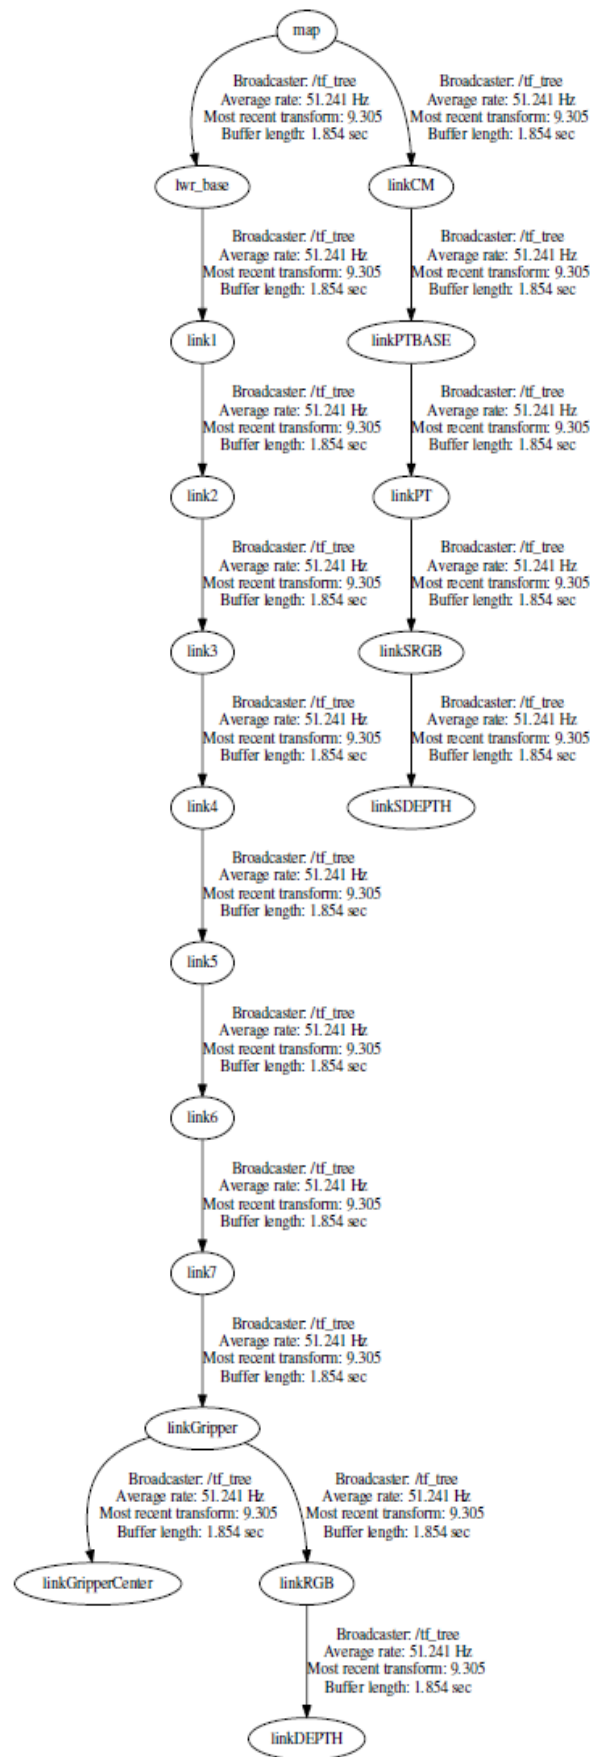 map
Broadcaster: /tf_tree
Average rate: 51.241 Hz
Most recent transform: 9.305
Buffer length: 1.854 sec
Broadcaster: /tf_tree
Average rate: 51.241 Hz
Most recent transform: 9.305
Buffer length: 1.854 sec
lwr_base
linkCM
Broadcaster: /tf_tree
Average rate: 51.241 Hz
Most recent transform: 9.305
Buffer length: 1.854 sec
Broadcaster: /tf_tree
Average rate: 51.241 Hz
Most recent transform: 9.305
Buffer length: 1.854 sec
link1
linkPTBASE
Broadcaster: /tf_tree
Average rate: 51.241 Hz
Most recent transform: 9.305
Buffer length: 1.854 sec
Broadcaster: /tf_tree
Average rate: 51.241 Hz
Most recent transform: 9.305
Buffer length: 1.854 sec
link2
linkPT
Broadcaster: /tf_tree
Average rate: 51.241 Hz
Most recent transform: 9.305
Buffer length: 1.854 sec
Broadcaster: /tf_tree
Average rate: 51.241 Hz
Most recent transform: 9.305
Buffer length: 1.854 sec
link3
linkSRGB
Broadcaster: /tf_tree
Average rate: 51.241 Hz
Most recent transform: 9.305
Buffer length: 1.854 sec
Broadcaster: /tf_tree
Average rate: 51.241 Hz
Most recent transform: 9.305
Buffer length: 1.854 sec
link4
linkSDEPTH
Broadcaster: /tf_tree
Average rate: 51.241 Hz
Most recent transform: 9.305
Buffer length: 1.854 sec
link5
Broadcaster: /tf_tree
Average rate: 51.241 Hz
Most recent transform: 9.305
Buffer length: 1.854 sec
link6
Broadcaster: /tf_tree
Average rate: 51.241 Hz
Most recent transform: 9.305
Buffer length: 1.854 sec
link7
Broadcaster: /tf_tree
Average rate: 51.241 Hz
Most recent transform: 9.305
Buffer length: 1.854 sec
linkGripper
Broadcaster: /tf_tree
Average rate: 51.241 Hz
Most recent transform: 9.305
Buffer length: 1.854 sec
Broadcaster: /tf_tree
Average rate: 51.241 Hz
Most recent transform: 9.305
Buffer length: 1.854 sec
linkGripperCenter
linkRGB
Broadcaster: /tf_tree
Average rate: 51.241 Hz
Most recent transform: 9.305
Buffer length: 1.854 sec
linkDEPTH